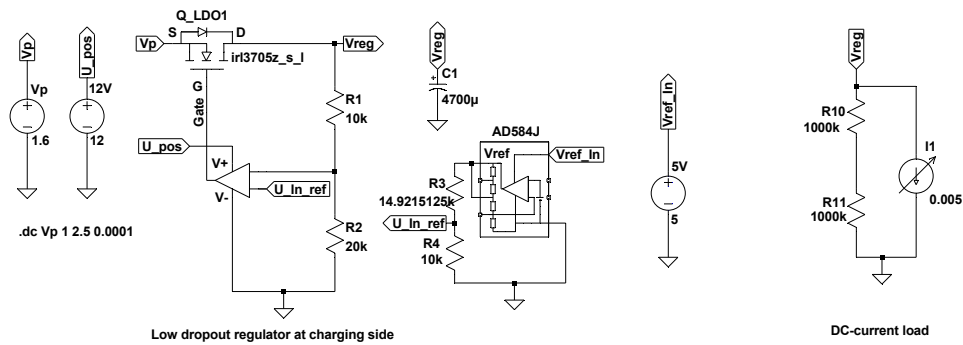 Q_LDO1
S
D
Vp
Vreg
irl3705z_s_l
G
Gate
Vp
U_pos
Vp
12V
1.6
12
R1
10k
U_pos
V+
V-
U_In_ref
R2
20k
.dc Vp 1 2.5 0.0001
Low dropout regulator at charging side
Vreg
C1
4700µ
AD584J
Vref
Vref_In
R3
14.9215125k
U_In_ref
R4
10k
Vref_In
5V
5
Vreg
R10
1000k
R11
1000k
I1
0.005
DC-current load